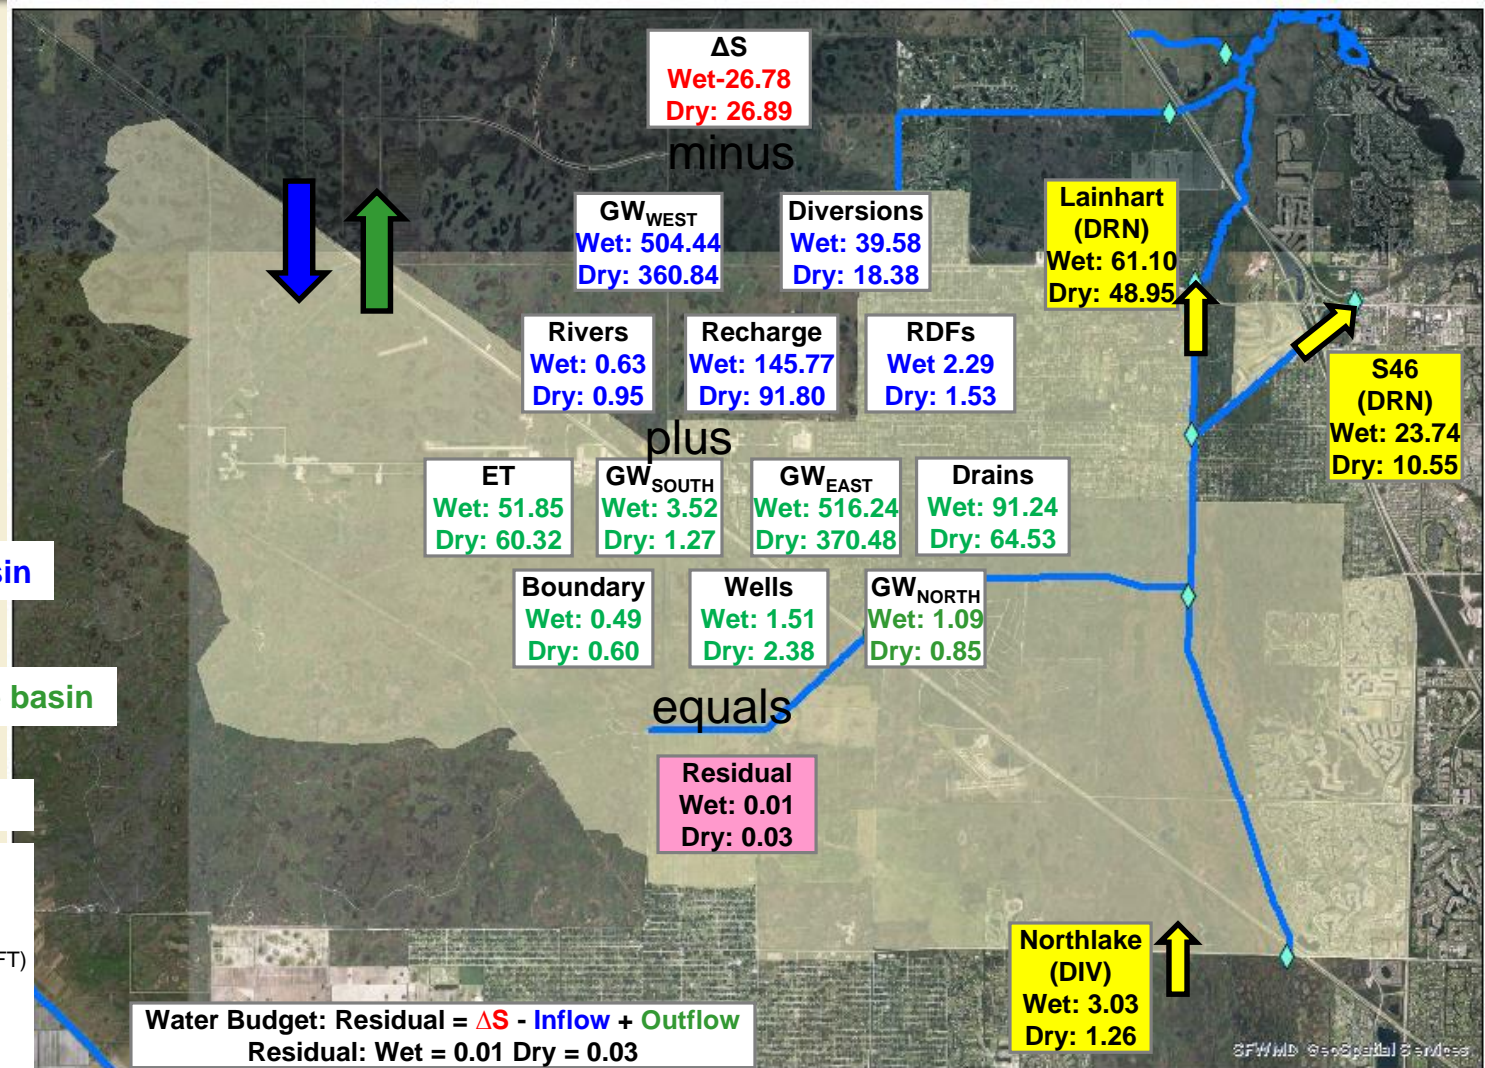 ΔS
Wet-26.78
Dry: 26.89
minus
GWWEST
Wet: 504.44
Dry: 360.84
Diversions
Wet: 39.58
Dry: 18.38
Lainhart
(DRN)
Wet: 61.10
Dry: 48.95
Rivers
Wet: 0.63
Dry: 0.95
Recharge
Wet: 145.77
Dry: 91.80
RDFs
Wet 2.29
Dry: 1.53
S46
(DRN)
Wet: 23.74
Dry: 10.55
plus
ET
Wet: 51.85
Dry: 60.32
GWSOUTH
Wet: 3.52
Dry: 1.27
GWEAST
Wet: 516.24
Dry: 370.48
Drains
Wet: 91.24
Dry: 64.53
sin
Boundary
Wet: 0.49
Dry: 0.60
Wells
Wet: 1.51
Dry: 2.38
GWNORTH
Wet: 1.09
Dry: 0.85
basin
equals
Residual
Wet: 0.01
Dry: 0.03
Northlake
(DIV)
Wet: 3.03
Dry: 1.26
FT)
Water Budget: Residual = ΔS - Inflow + Outflow
Residual: Wet = 0.01 Dry = 0.03
SFWMD GeoSpatial Services